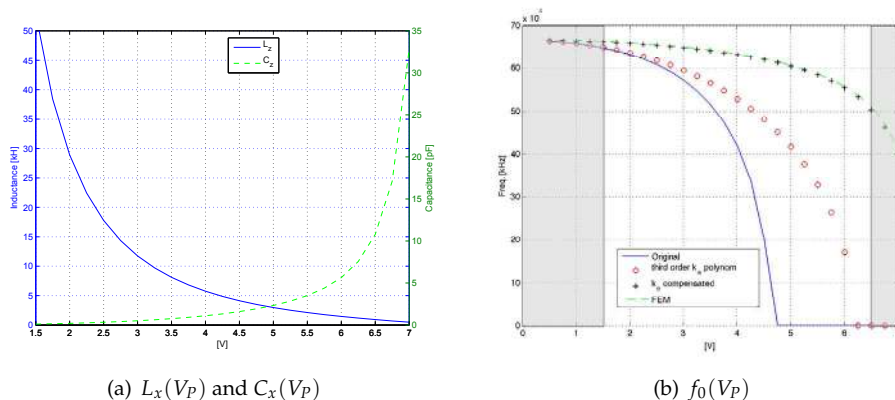 L_z
C_z
50
45
40
35
30
25
20
15
10
5
0
Inductance [kH]
1.5 2 2.5 3 3.5 4 4.5 5 5.5 6 6.5 7
[V]
35
30
25
20
15
10
5
0
Capacitance [pF]
(a) L_x(V_P) and C_x(V_P)
70 x 10
60
50
40
30
20
10
0
Freq. [kHz]
0 1 2 3 4 5 6
[V]
Original
third order k_e polynom
k_e compensated
FEM
(b) f_0(V_P)